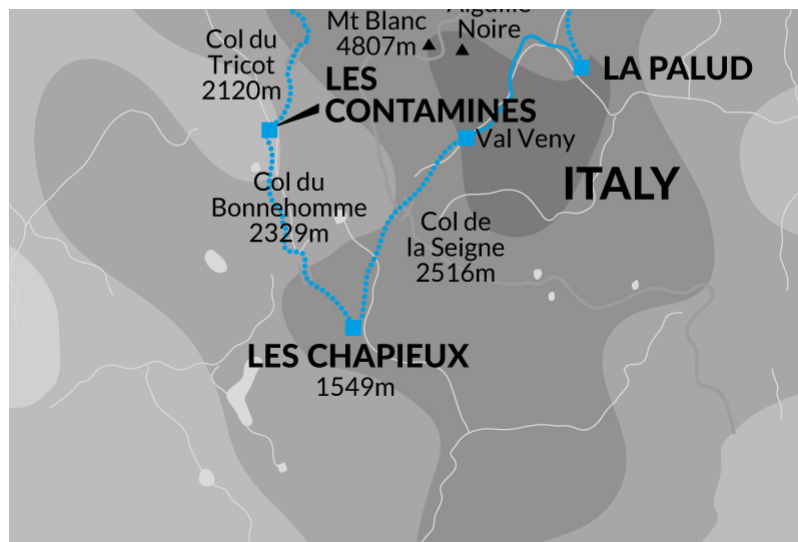 Mt Blanc
4807m
Aiguille
Noire
Col du
Tricot
2120m
LES
CONTAMINES
LA PALUD
Val Veny
ITALY
Col du
Bonnehomme
2329m
Col de
la Seigne
2516m
LES CHAPIEUX
1549m